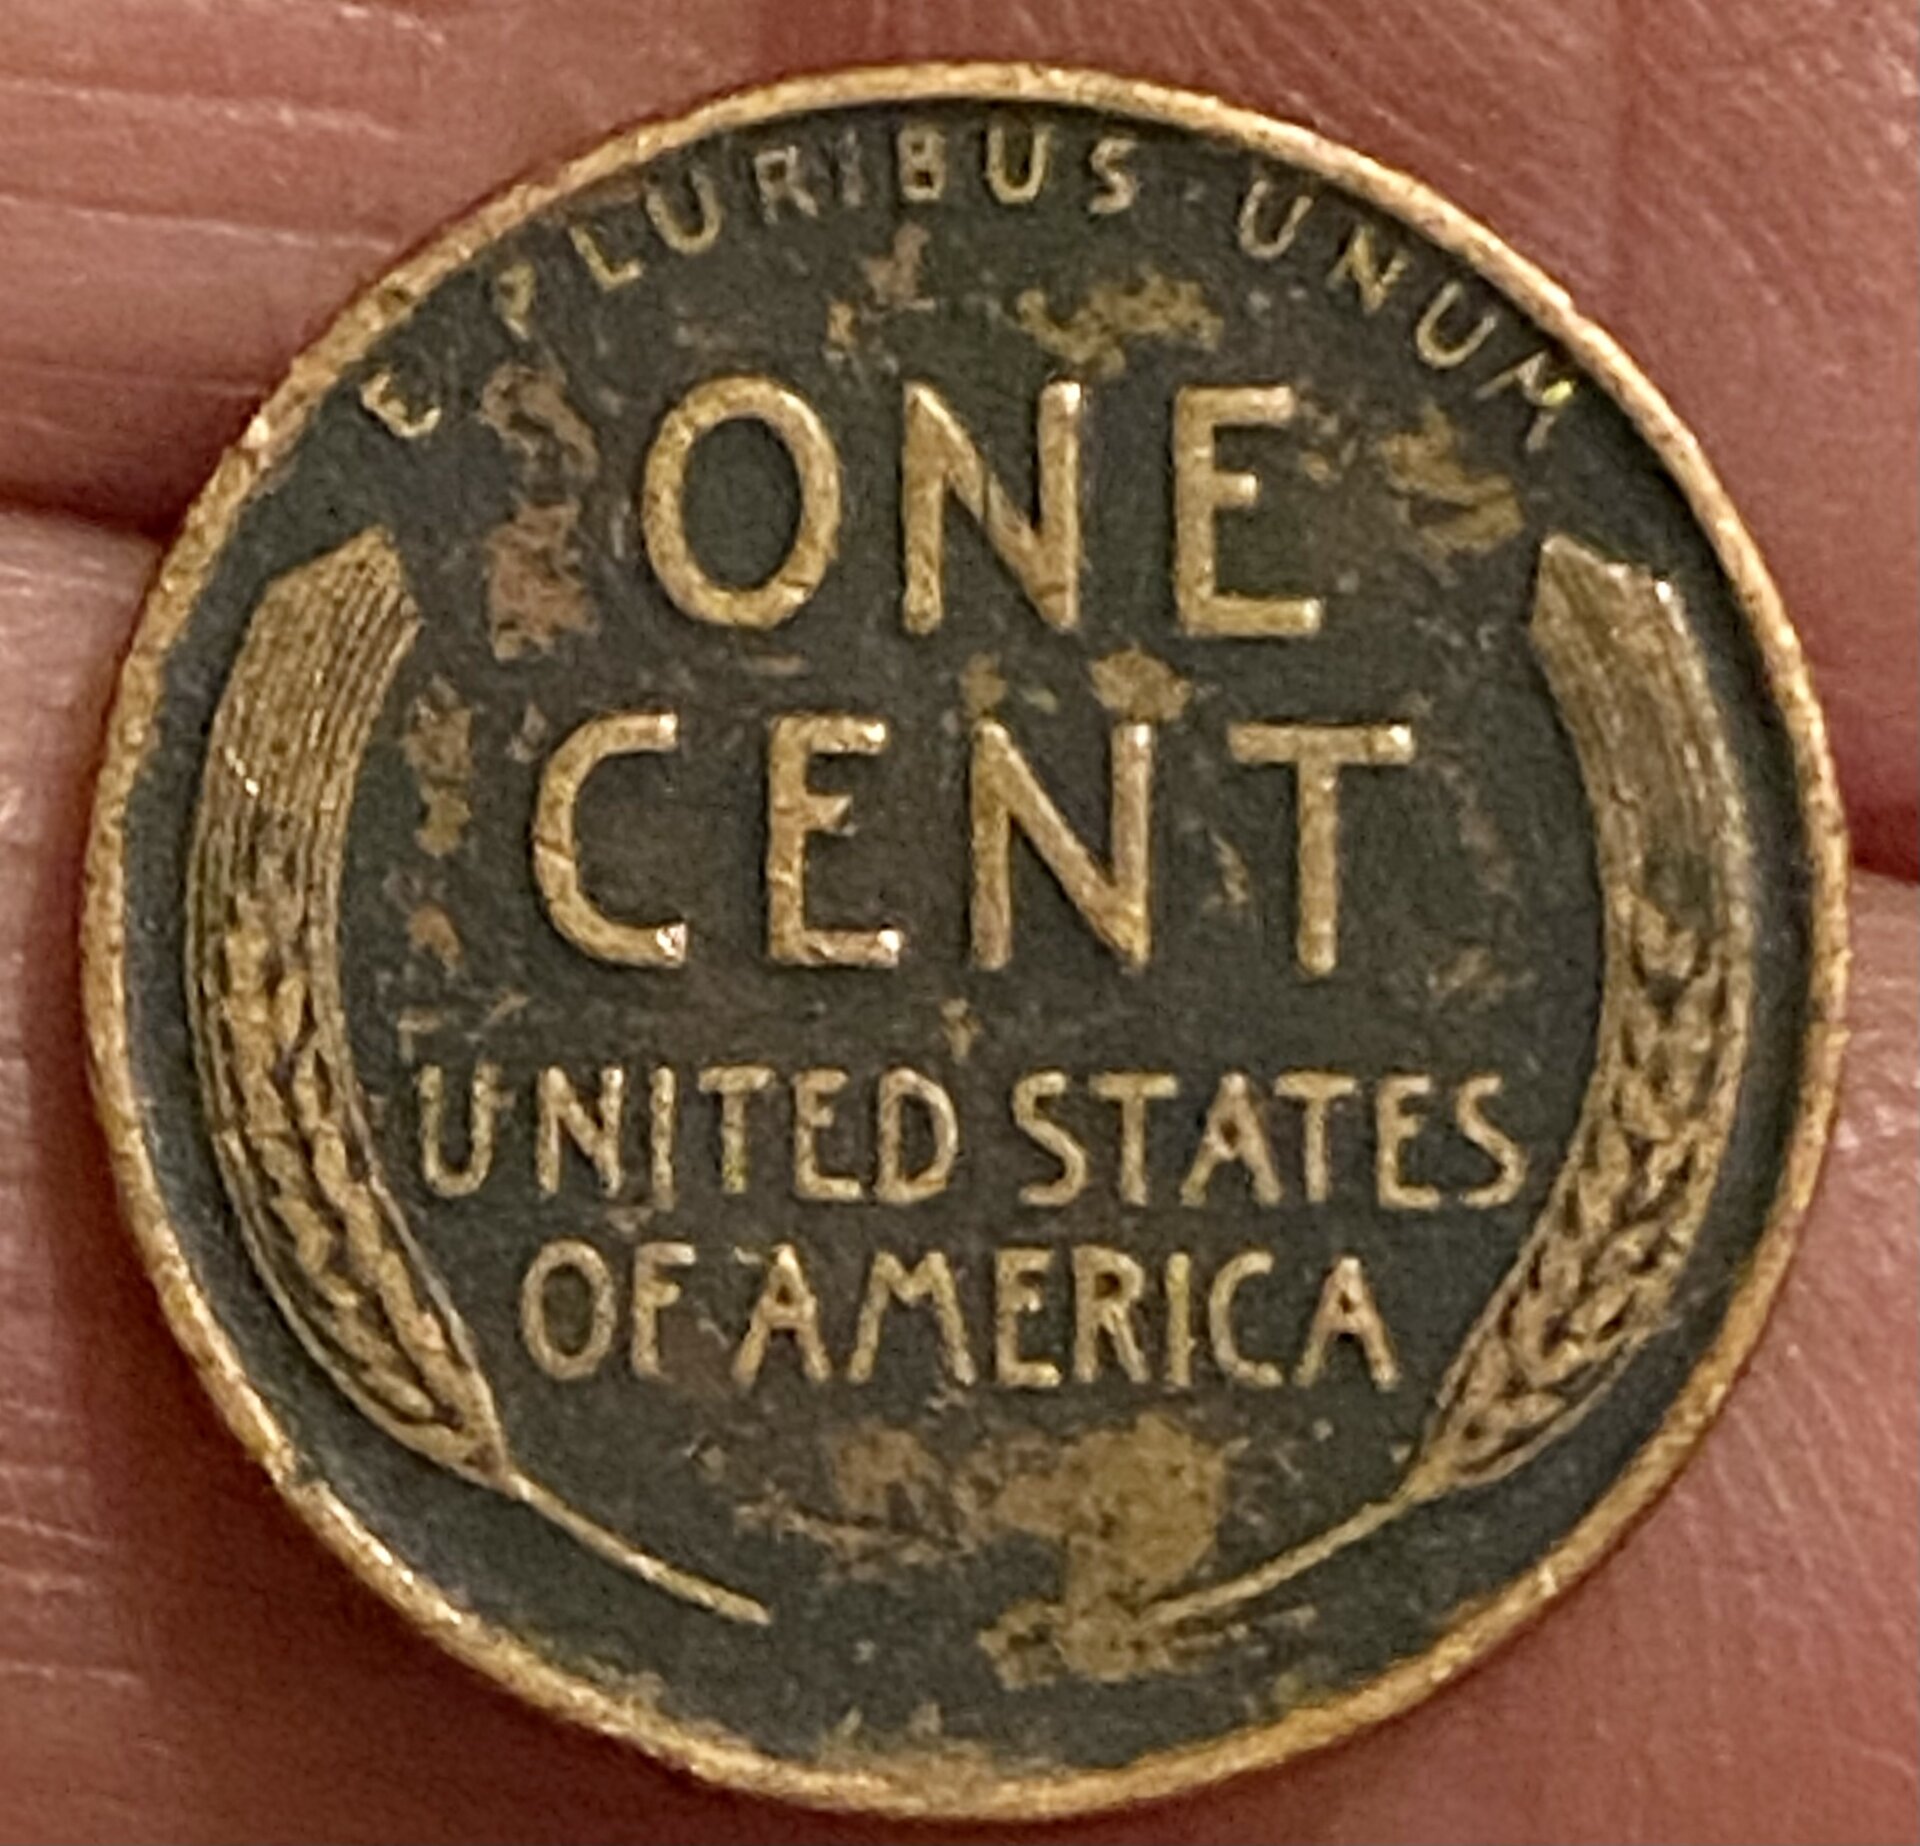 E PLURIBUS UNUM
ONE
CENT
UNITED STATES
OF AMERICA